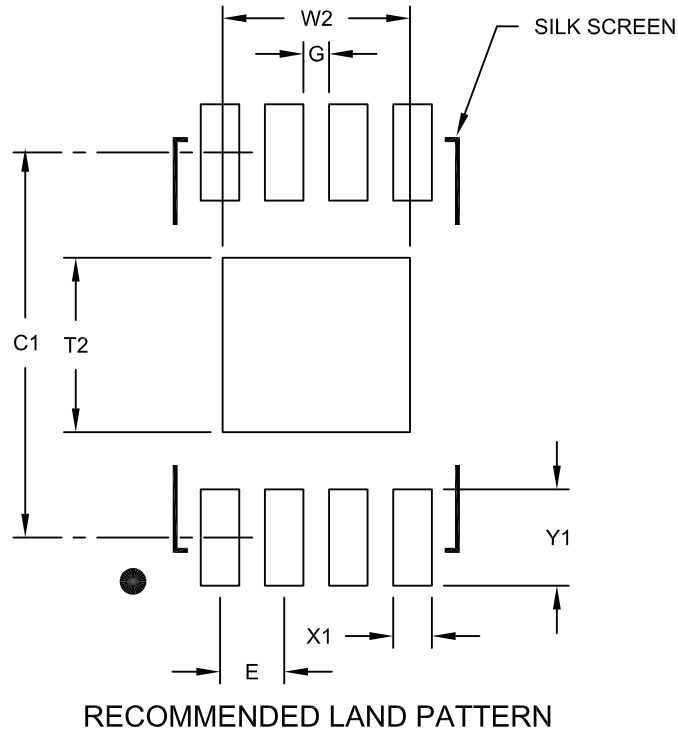 W2
SILK SCREEN
G
C1
T2
Y1
X1
E
RECOMMENDED LAND PATTERN